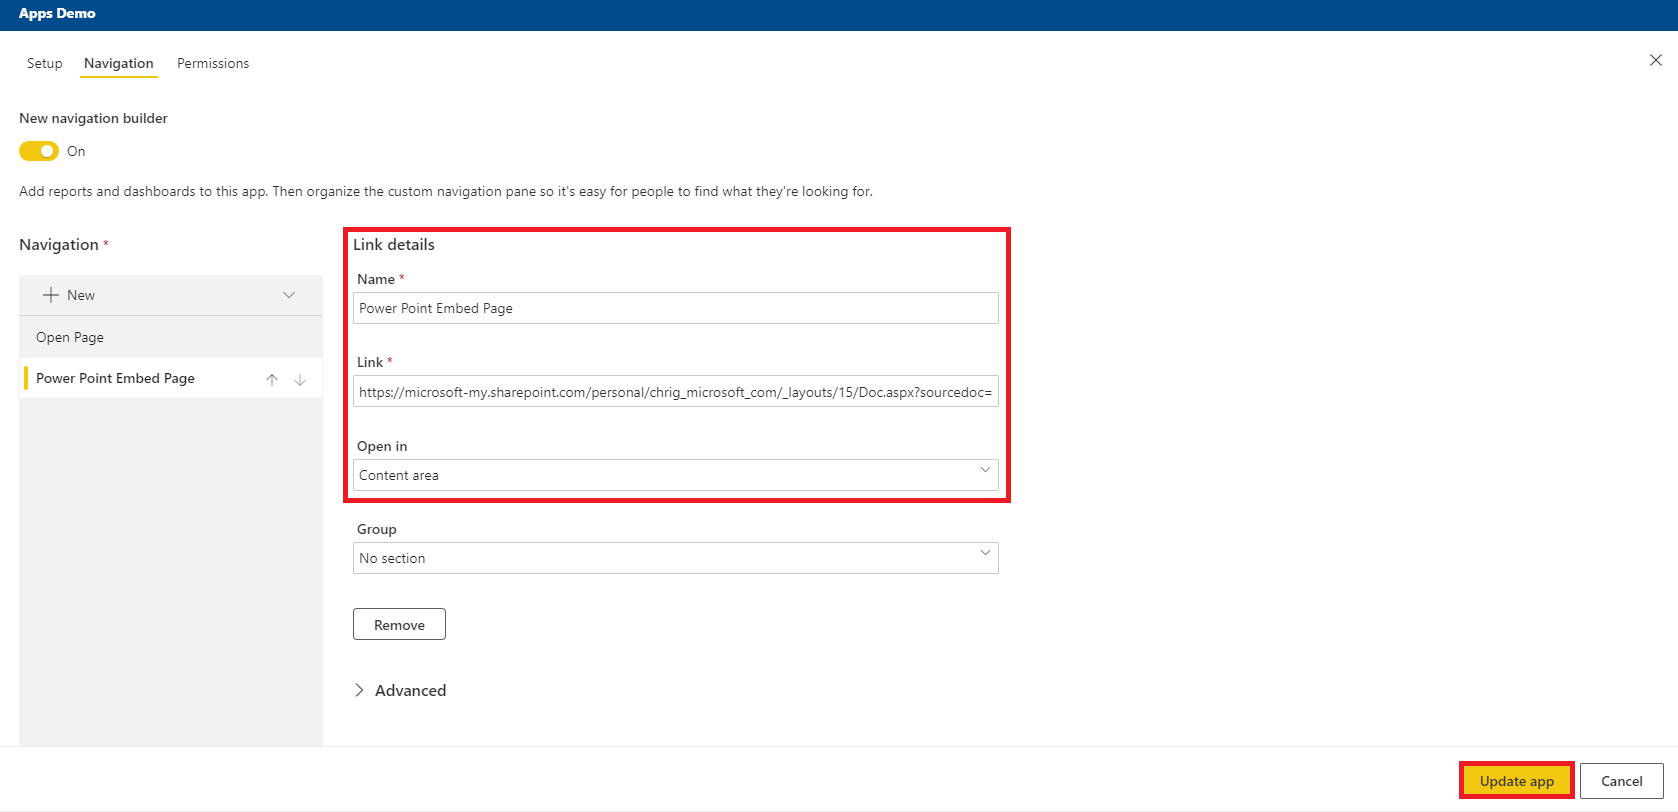 Apps Demo
Setup Navigation Permissions
New navigation builder
On
Add reports and dashboards to this app. Then organize the custom navigation pane so it's easy for people to find what they're looking for.
Navigation *
New
Open Page
Power Point Embed Page
Link details
Name *
Power Point Embed Page
Link *
https://microsoft-my.sharepoint.com/personal/chrig_microsoft_com/_layouts/15/Doc.aspx?sourcedoc=
Open in
Content area
Group
No section
Remove
Advanced
Update app Cancel